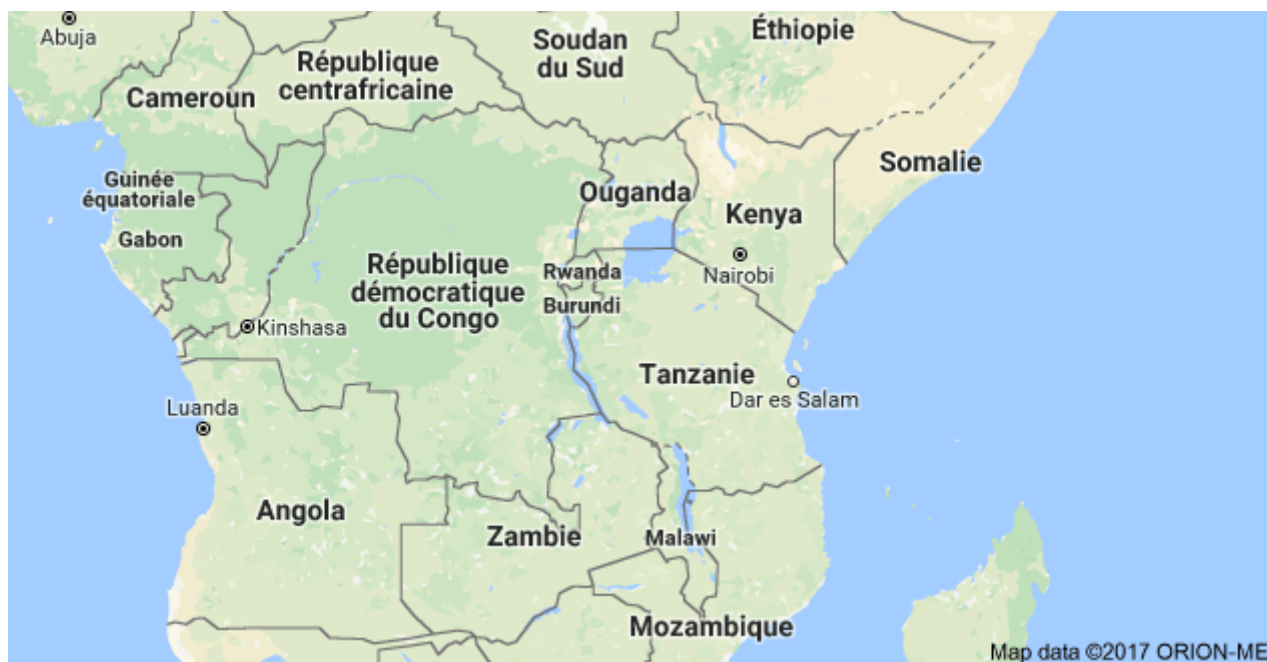 Abuja
Éthiopie
Soudan
du Sud
République
centrafricaine
Cameroun
Somalie
Guinée
équatoriale
Ouganda
Kenya
Gabon
République
démocratique
du Congo
Rwanda
Nairobi
Burundi
Kinshasa
Tanzanie
Dar es Salam
Luanda
Angola
Zambie
Malawi
Mozambique
Map data ©2017 ORION-ME